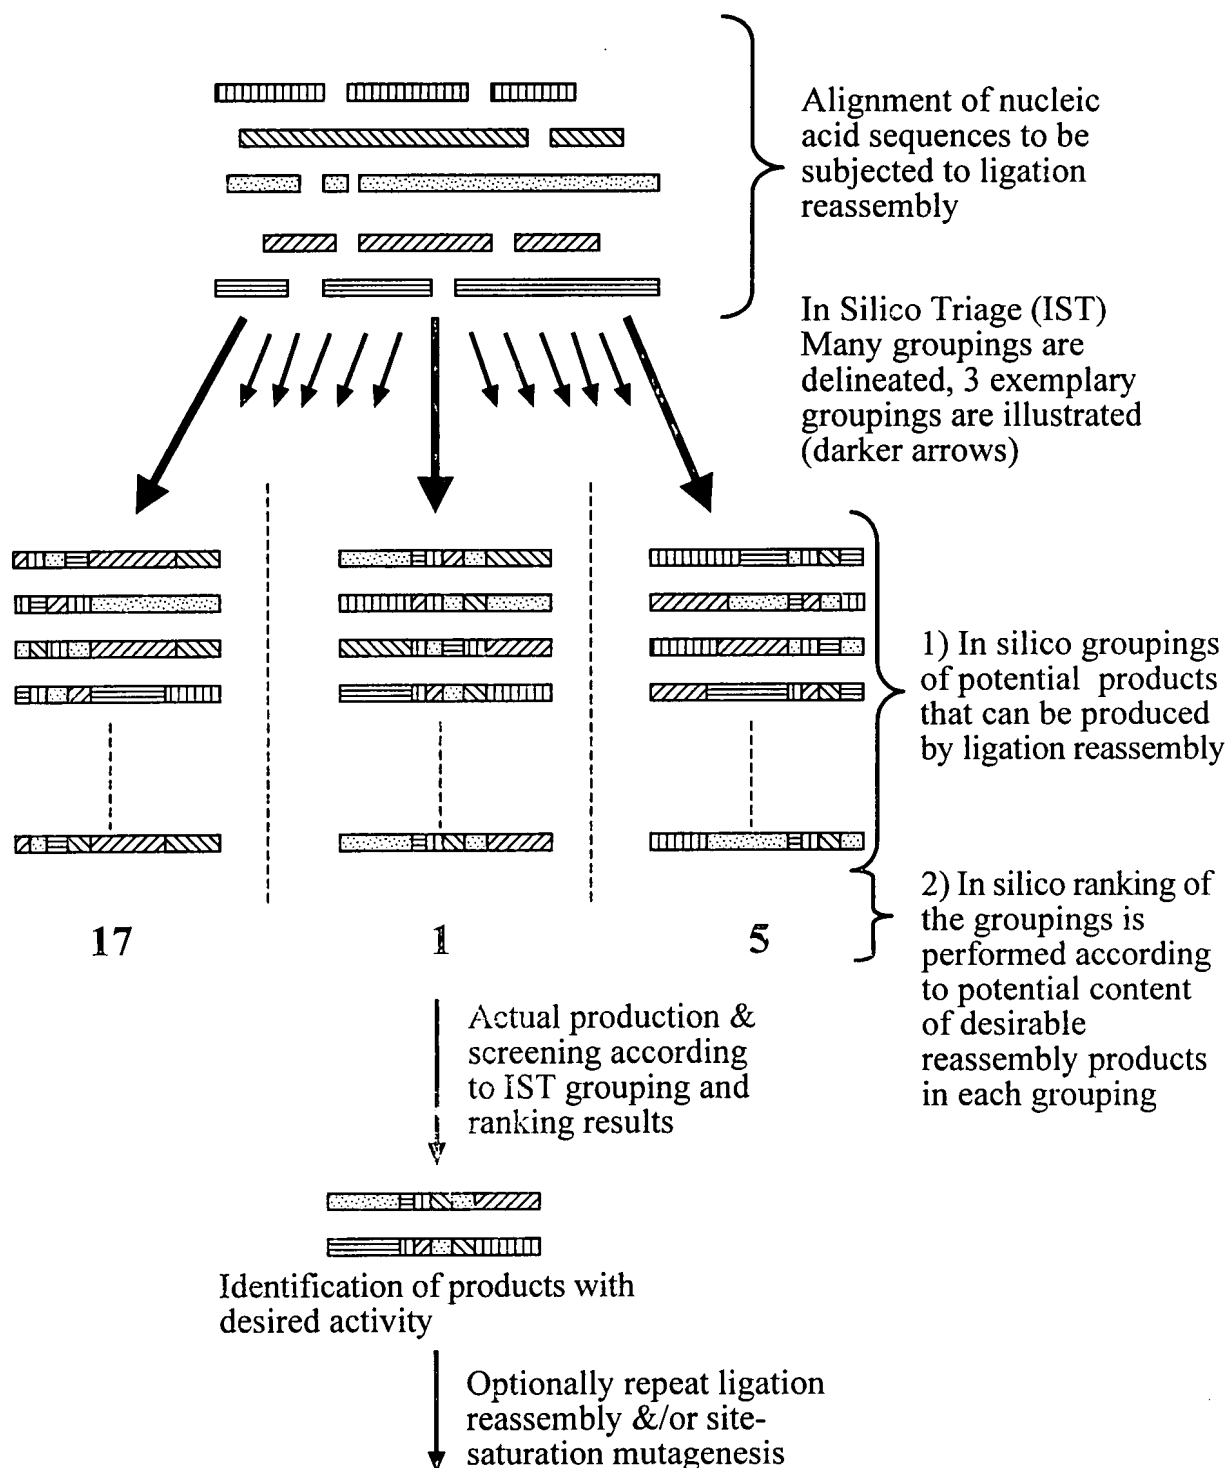 Alignment of nucleic
acid sequences to be
subjected to ligation
reassembly
In Silico Triage (IST)
Many groupings are
delineated, 3 exemplary
groupings are illustrated
(darker arrows)
1) In silico groupings
of potential products
that can be produced
by ligation reassembly
2) In silico ranking of
the groupings is
performed according
to potential content
of desirable
reassembly products
in each grouping
17
1
5
Actual production &
screening according
to IST grouping and
ranking results
Identification of products with
desired activity
Optionally repeat ligation
reassembly &/or site-
saturation mutagenesis